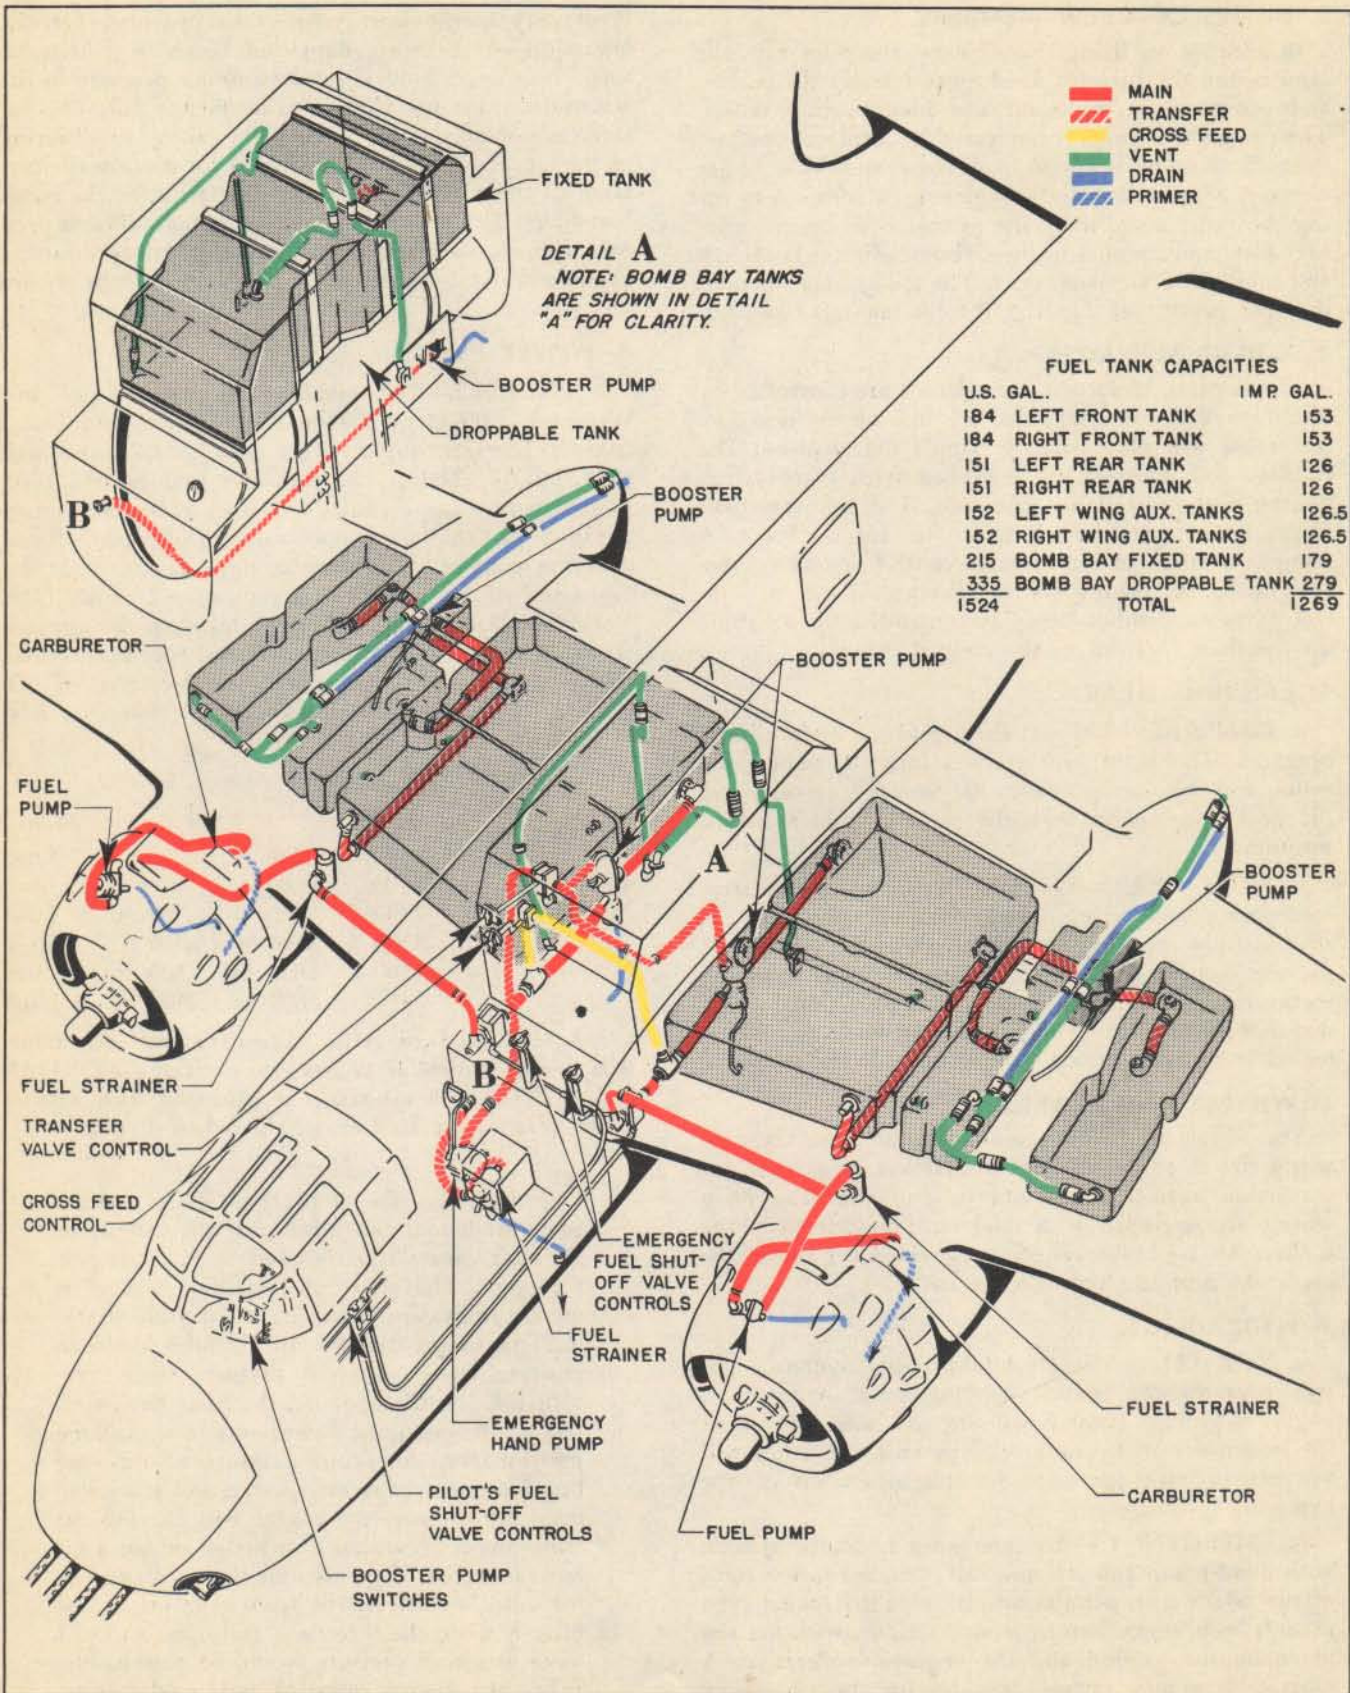 MAIN
TRANSFER
CROSS FEED
VENT
DRAIN
PRIMER
FIXED TANK
DETAIL A
NOTE: BOMB BAY TANKS
ARE SHOWN IN DETAIL
"A" FOR CLARITY.
BOOSTER PUMP
DROPPABLE TANK
B
FUEL TANK CAPACITIES
U.S. GAL. IMP. GAL.
184 LEFT FRONT TANK 153
184 RIGHT FRONT TANK 153
151 LEFT REAR TANK 126
151 RIGHT REAR TANK 126
152 LEFT WING AUX. TANKS 126.5
152 RIGHT WING AUX. TANKS 126.5
215 BOMB BAY FIXED TANK 179
335 BOMB BAY DROPPABLE TANK 279
1524 TOTAL 1269
BOOSTER
PUMP
CARBURETOR
BOOSTER PUMP
FUEL
PUMP
A
BOOSTER
PUMP
B
FUEL STRAINER
TRANSFER
VALVE CONTROL
CROSS FEED
CONTROL
EMERGENCY
FUEL SHUT-
OFF VALVE
CONTROLS
FUEL
STRAINER
EMERGENCY
HAND PUMP
PILOT'S FUEL
SHUT-OFF
VALVE CONTROLS
BOOSTER PUMP
SWITCHES
FUEL STRAINER
CARBURETOR
FUEL PUMP